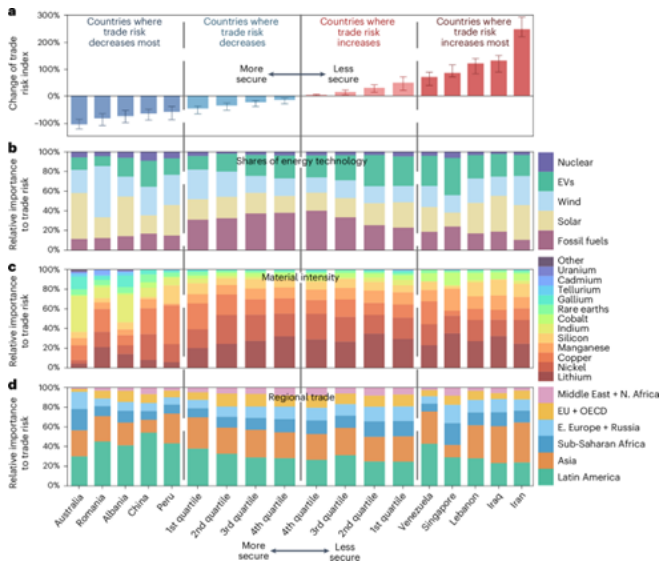 a
300%
200%
100%
0%
-100%
Change of trade
risk index
Countries where
trade risk
decreases most
Countries where
trade risk
decreases
Countries where
trade risk
increases
Countries where
trade risk
increases most
More
secure
Less
secure
b
100%
80%
60%
40%
20%
0%
Relative importance
to trade risk
Shares of energy technology
Nuclear
EVs
Wind
Solar
Fossil fuels
c
100%
80%
60%
40%
20%
0%
Relative importance
to trade risk
Material intensity
Other
Uranium
Cadmium
Tellurium
Gallium
Rare earths
Cobalt
Indium
Silicon
Manganese
Copper
Nickel
Lithium
d
100%
80%
60%
40%
20%
0%
Relative importance
to trade risk
Regional trade
Middle East + N. Africa
EU + OECD
E. Europe + Russia
Sub-Saharan Africa
Asia
Latin America
Australia
Romania
Albania
China
Peru
1st quartile
2nd quartile
3rd quartile
4th quartile
4th quartile
3rd quartile
2nd quartile
1st quartile
Venezuela
Singapore
Lebanon
Iraq
Iran
More
secure
Less
secure